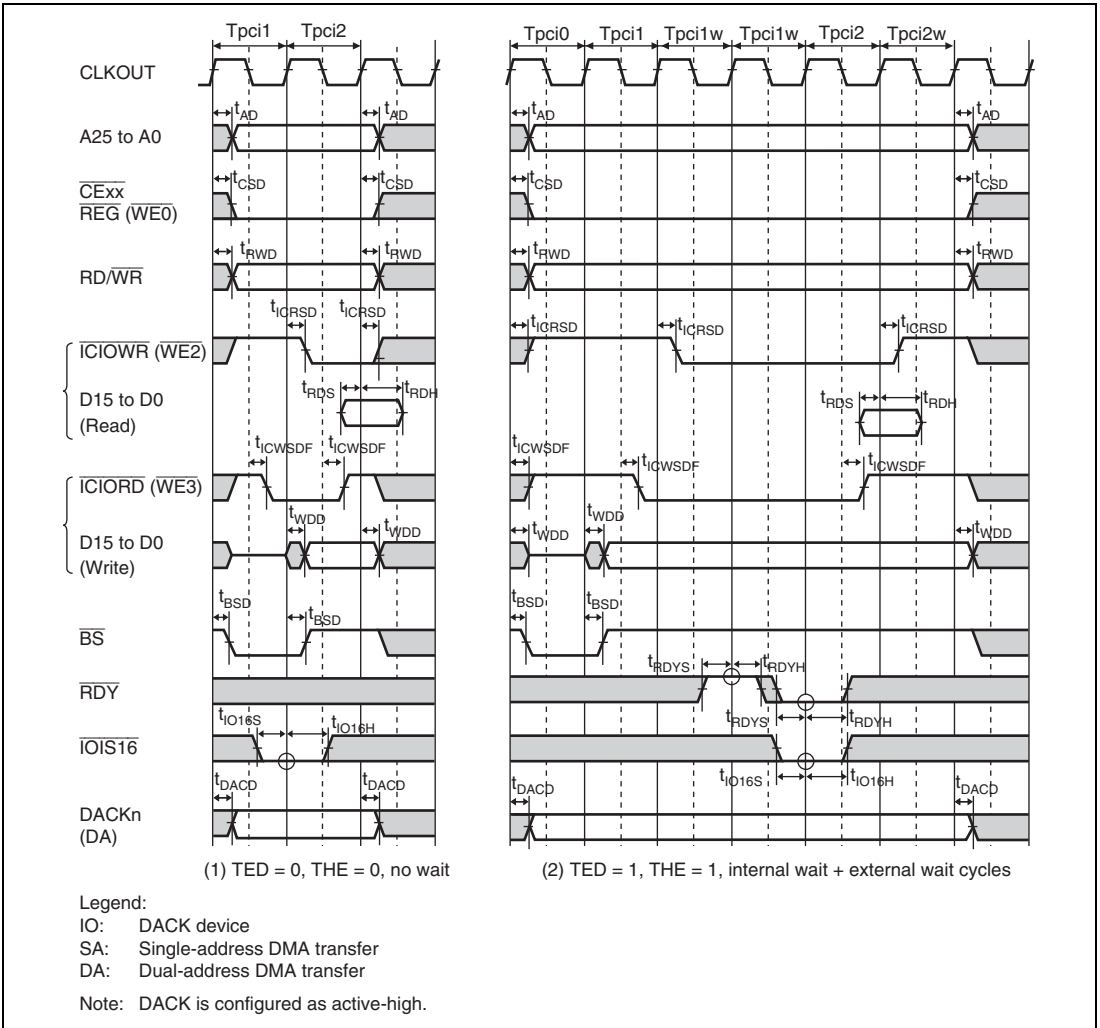 Tpci1 Tpci2 Tpci0 Tpci1 Tpci1w Tpci1w Tpci2 Tpci2w
CLKOUT
tAD tAD tAD tAD
A25 to A0
tCSD tCSD tCSD tCSD
CExx
REG (WE0)
tRWD tRWD tRWD tRWD
RD/WR
tICRSD tICRSD tICRSD tICRSD tICRSD
ICIOWR (WE2)
tRDS tRDH tRDS tRDH
D15 to D0
(Read)
tICWSDF tICWSDF tICWSDF tICWSDF tICWSDF
ICIORD (WE3)
tWDD tWDD tWDD tWDD tWDD
D15 to D0
(Write)
tBSD tBSD tBSD tBSD
BS
tRDYS tRDYH
RDY
tRDYS tRDYH
tIO16S tIO16H
IOIS16
tIO16S tIO16H
tDACD tDACD tDACD tDACD
DACKn
(DA)
(1) TED = 0, THE = 0, no wait
(2) TED = 1, THE = 1, internal wait + external wait cycles
Legend:
IO: DACK device
SA: Single-address DMA transfer
DA: Dual-address DMA transfer
Note: DACK is configured as active-high.